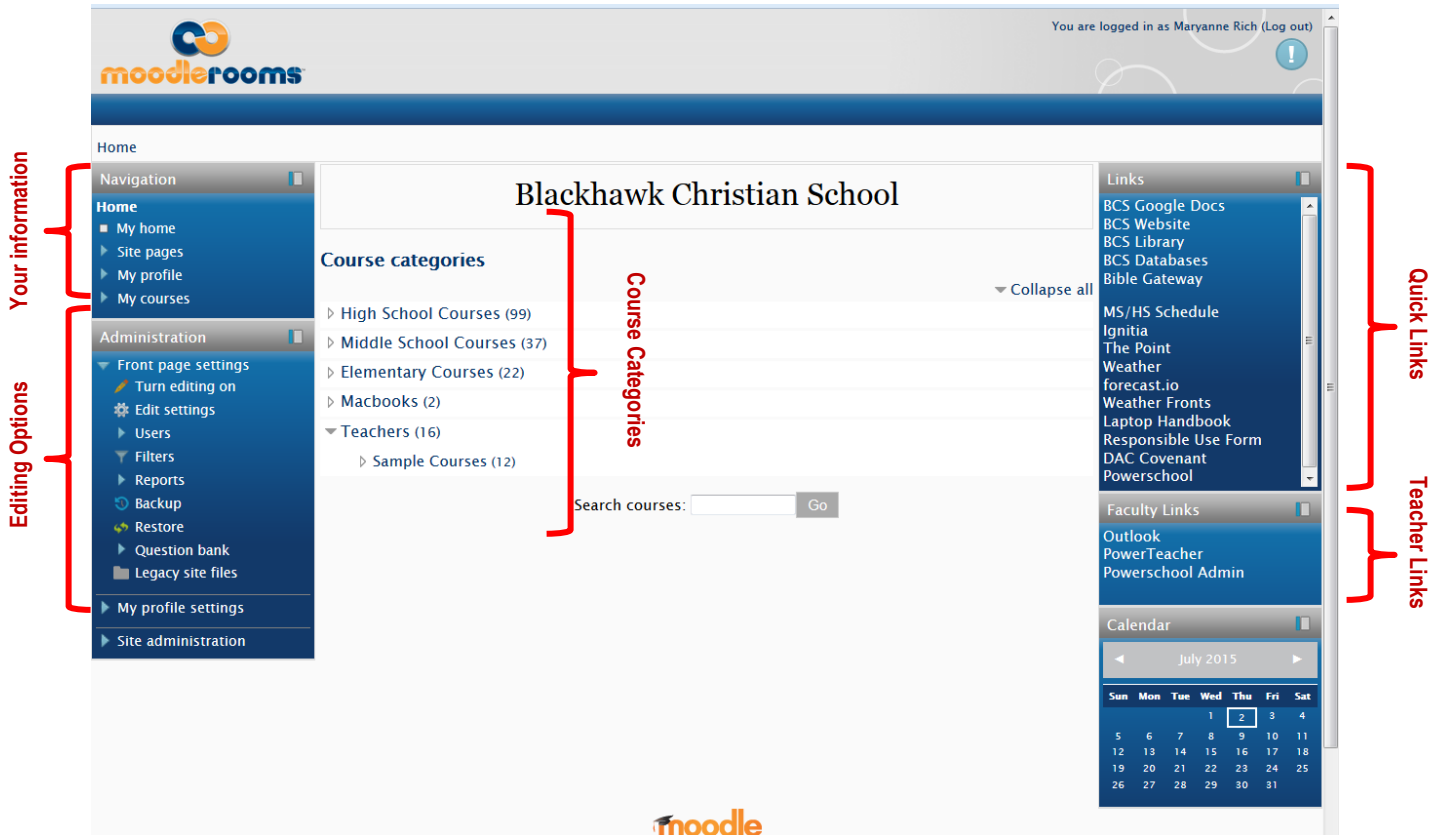 You are logged in as Maryanne Rich (Log out)
moodlerooms
Home
Your information
Navigation
Home
My home
Site pages
My profile
My courses
Editing Options
Administration
Front page settings
Turn editing on
Edit settings
Users
Filters
Reports
Backup
Restore
Question bank
Legacy site files
My profile settings
Site administration
Blackhawk Christian School
Course categories
Collapse all
High School Courses (99)
Middle School Courses (37)
Elementary Courses (22)
Macbooks (2)
Teachers (16)
Sample Courses (12)
Search courses: Go
Course Categories
Links
BCS Google Docs
BCS Website
BCS Library
BCS Databases
Bible Gateway
MS/HS Schedule
Ignitia
The Point
Weather
forecast.io
Weather Fronts
Laptop Handbook
Responsible Use Form
DAC Covenant
Powerschool
Quick Links
Faculty Links
Outlook
PowerTeacher
Powerschool Admin
Teacher Links
Calendar
July 2015
Sun Mon Tue Wed Thu Fri Sat
1 2 3 4
5 6 7 8 9 10 11
12 13 14 15 16 17 18
19 20 21 22 23 24 25
26 27 28 29 30 31
moodle